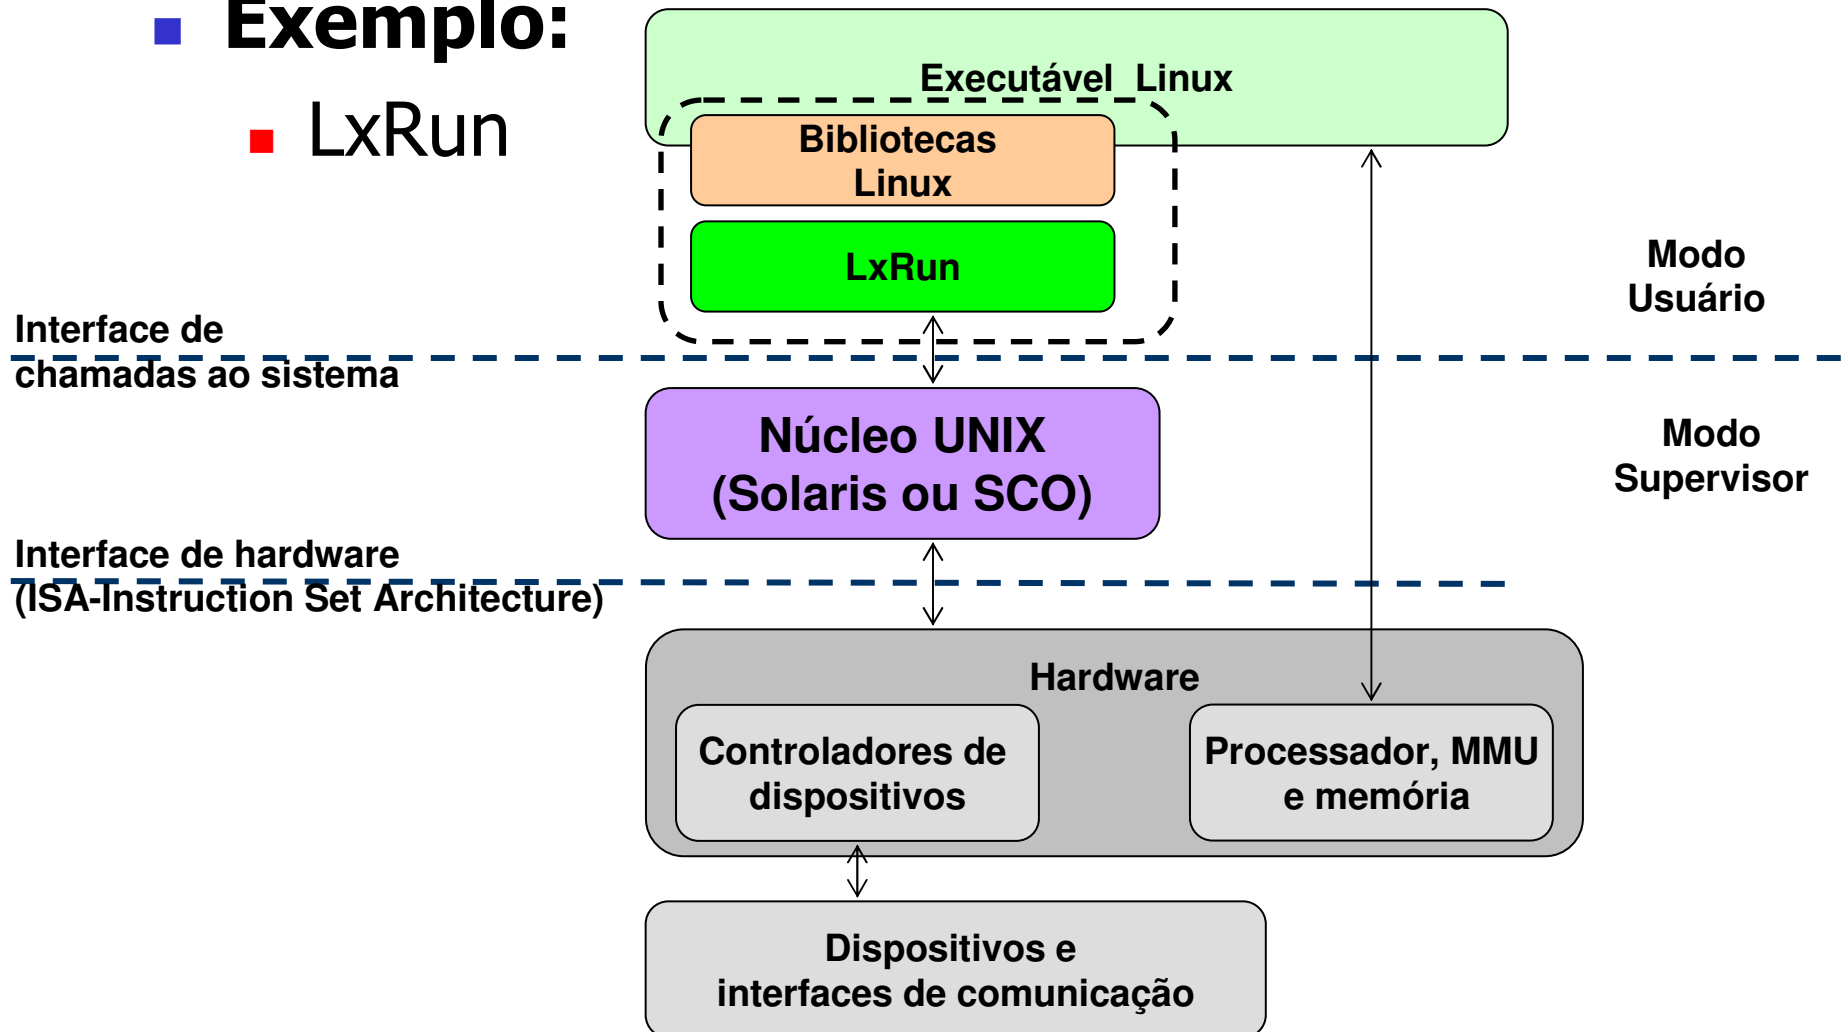 Exemplo:
LxRun
Executável Linux
Bibliotecas
Linux
LxRun
Modo
Usuário
Interface de
chamadas ao sistema
Núcleo UNIX
(Solaris ou SCO)
Modo
Supervisor
Interface de hardware
(ISA-Instruction Set Architecture)
Hardware
Controladores de
dispositivos
Processador, MMU
e memória
Dispositivos e
interfaces de comunicação